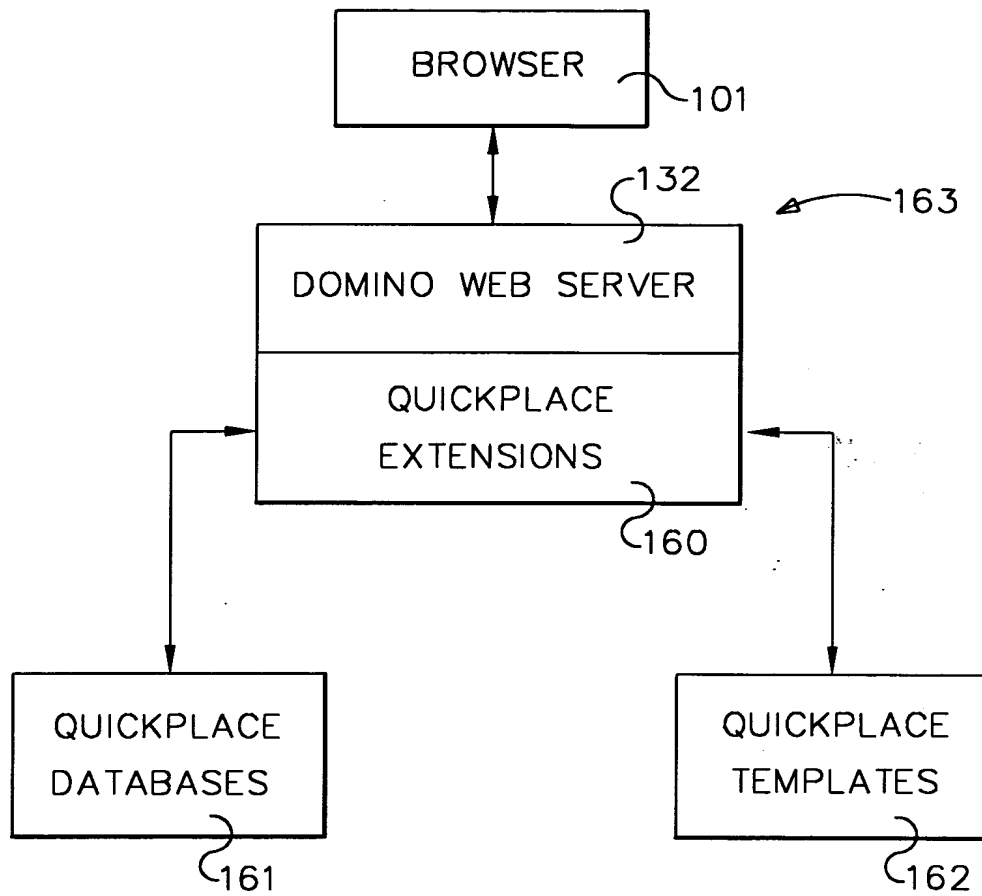 BROWSER
101
132
163
DOMINO WEB SERVER
QUICKPLACE
EXTENSIONS
160
QUICKPLACE
DATABASES
161
QUICKPLACE
TEMPLATES
162